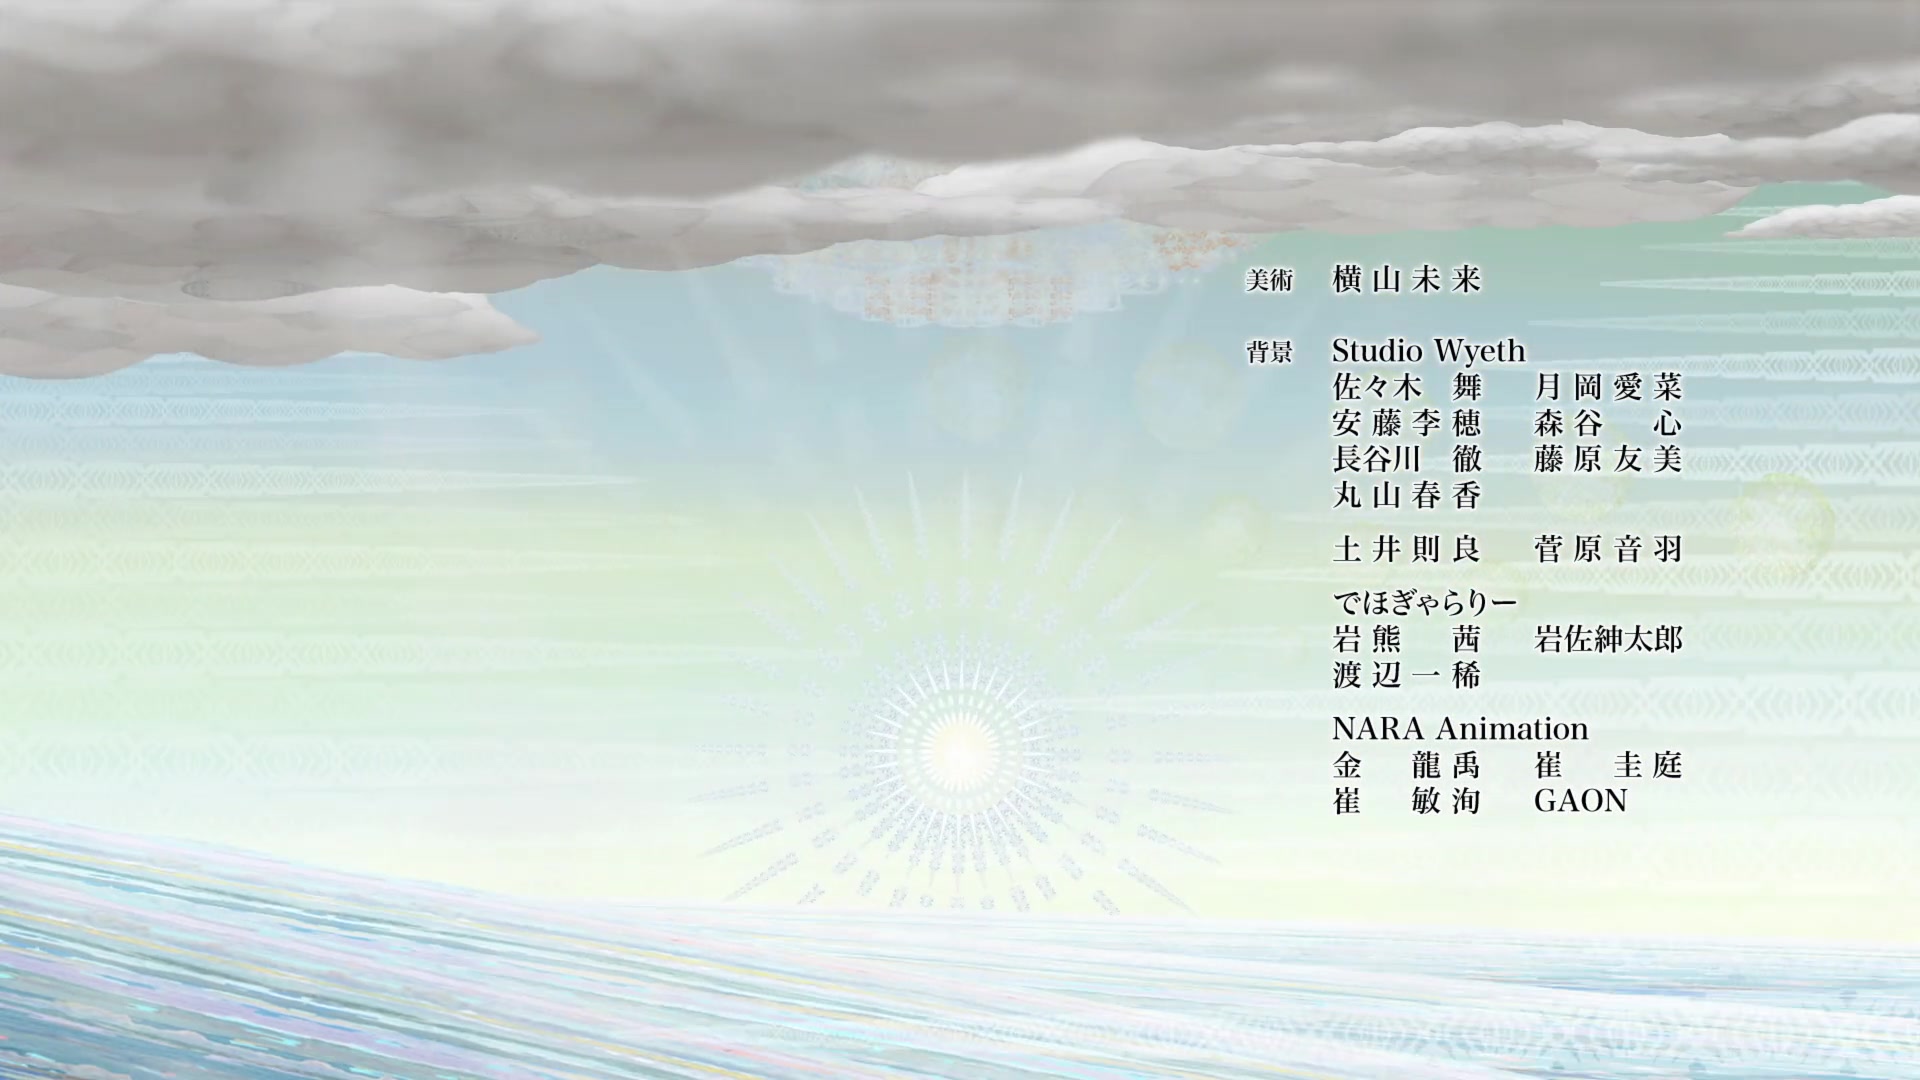 美術 横山未来
背景 Studio Wyeth
佐々木 舞 月岡愛菜
安藤李穂 森谷 心
長谷川 徹 藤原友美
丸山春香
土井則良 菅原音羽
でほぎゃらりー
岩熊 茜 岩佐紳太郎
渡辺一稀
NARA Animation
金 龍禹 崔 圭庭
崔 敏洵 GAON